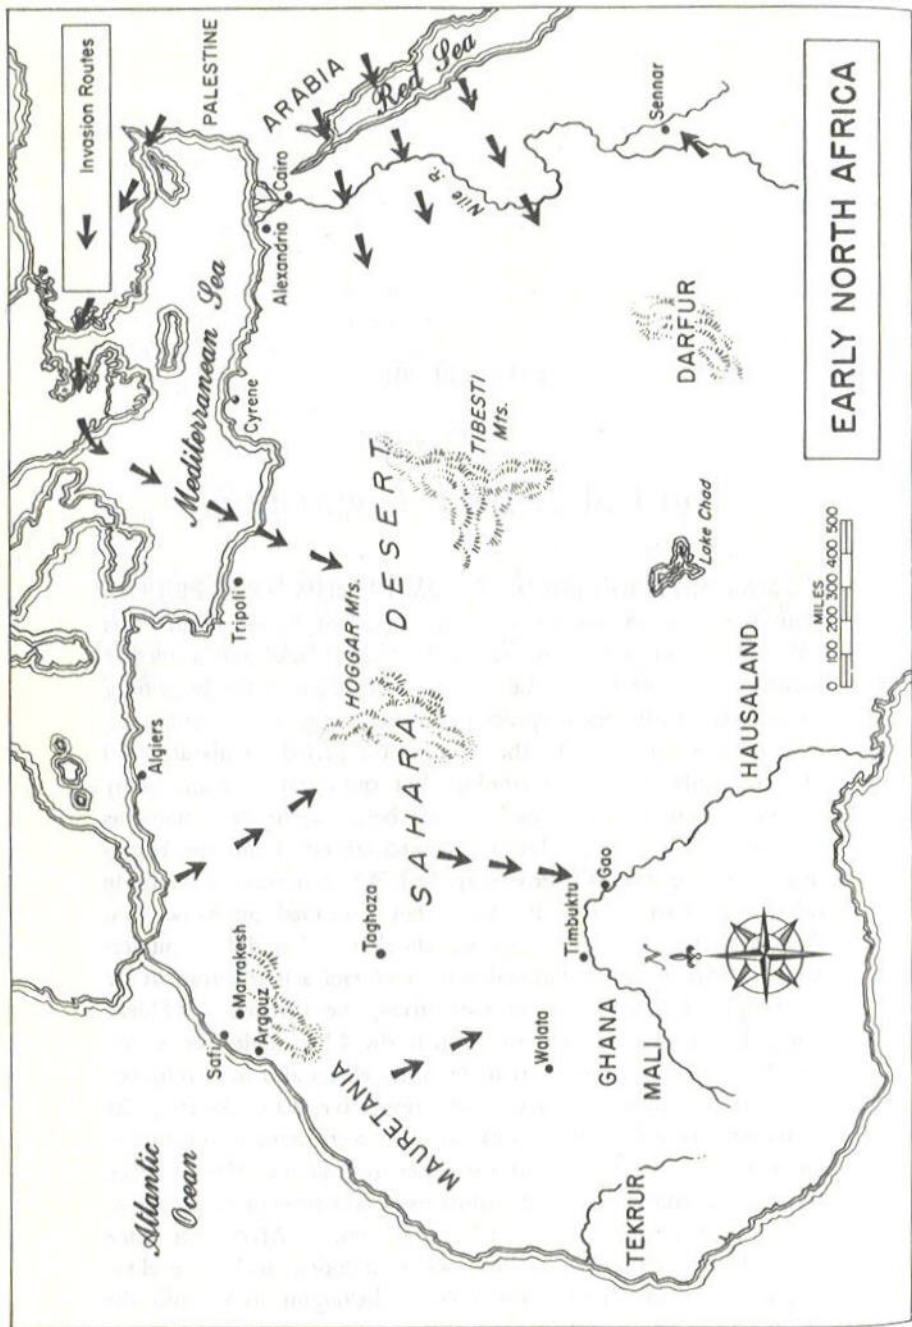 Invasion Routes
PALESTINE
ARABIA
Red Sea
Mediterranean Sea
Atlantic
Ocean
Alexandria
Cairo
Nile R.
Sennar
Cyrene
Tripoli
Algiers
Safi
Marrakesh
Argouz
MAURETANIA
HOGGAR Mts.
SAHARA DESERT
TIBESTI
Mts.
DARFUR
Taghaza
Walata
Timbuktu
Gao
GHANA
MALI
TEKRUR
HAUSALAND
Lake Chad
N
MILES
0 100 200 300 400 500
EARLY NORTH AFRICA